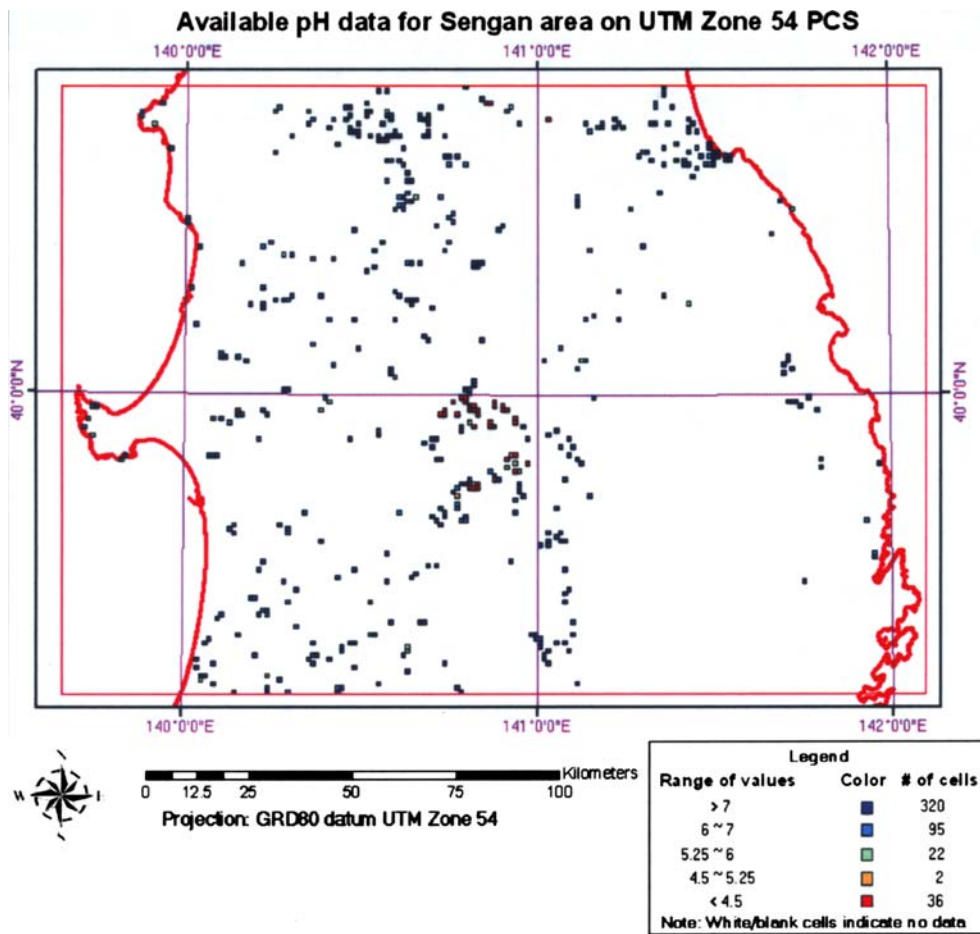 Available pH data for Sengan area on UTM Zone 54 PCS
140°0'0"E 141°0'0"E 142°0'0"E
40°0'0"N 40°0'0"N
140°0'0"E 141°0'0"E 142°0'0"E
W
Kilometers
0 12.5 25 50 75 100
Projection: GRD80 datum UTM Zone 54
Legend
Range of values Color # of cells
> 7 320
6 ~ 7 95
5.25 ~ 6 22
4.5 ~ 5.25 2
< 4.5 36
Note: White/blank cells indicate no data